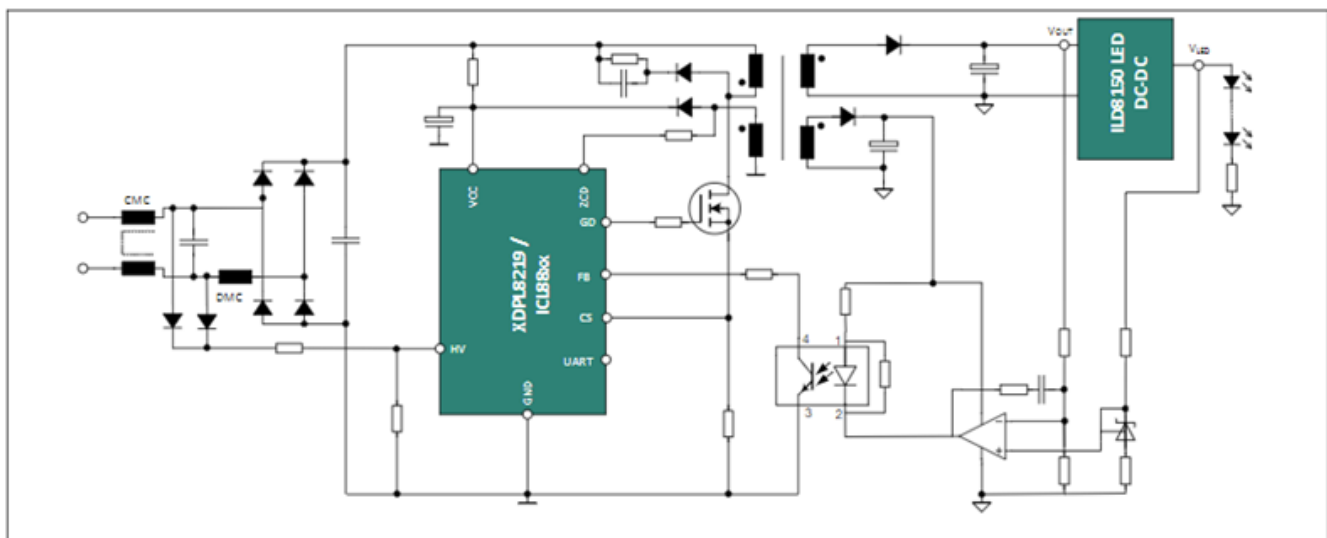 VOUT
VLED
ILD8150 LED
DC-DC
CMC
DMC
VCC
ZCD
GD
XDPL8219 /
ICL88xx
FB
CS
HV
UART
GND
4
1
3
2
−
+